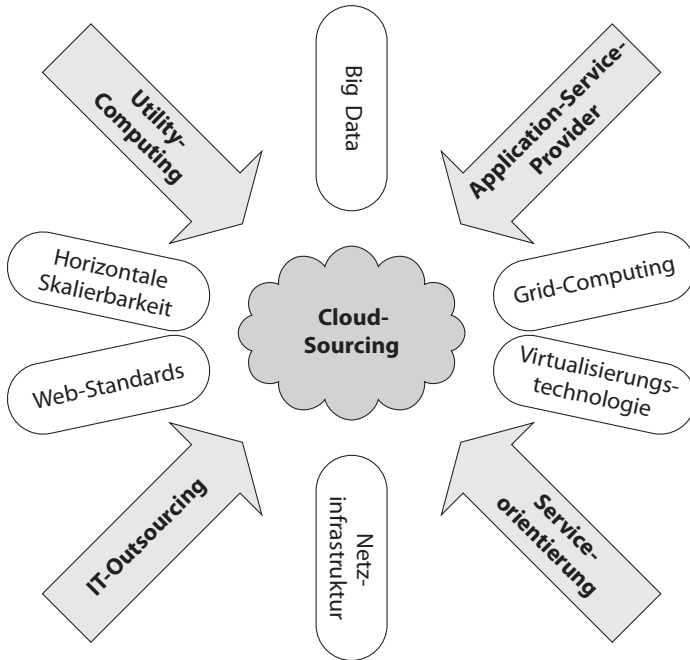 Utility-
Computing
Big Data
Application-Service-
Provider
Horizontale
Skalierbarkeit
Cloud-
Sourcing
Grid-Computing
Web-Standards
Virtualisierungs-
technologie
IT-Outsourcing
Netz-
infrastruktur
Service-
orientierung